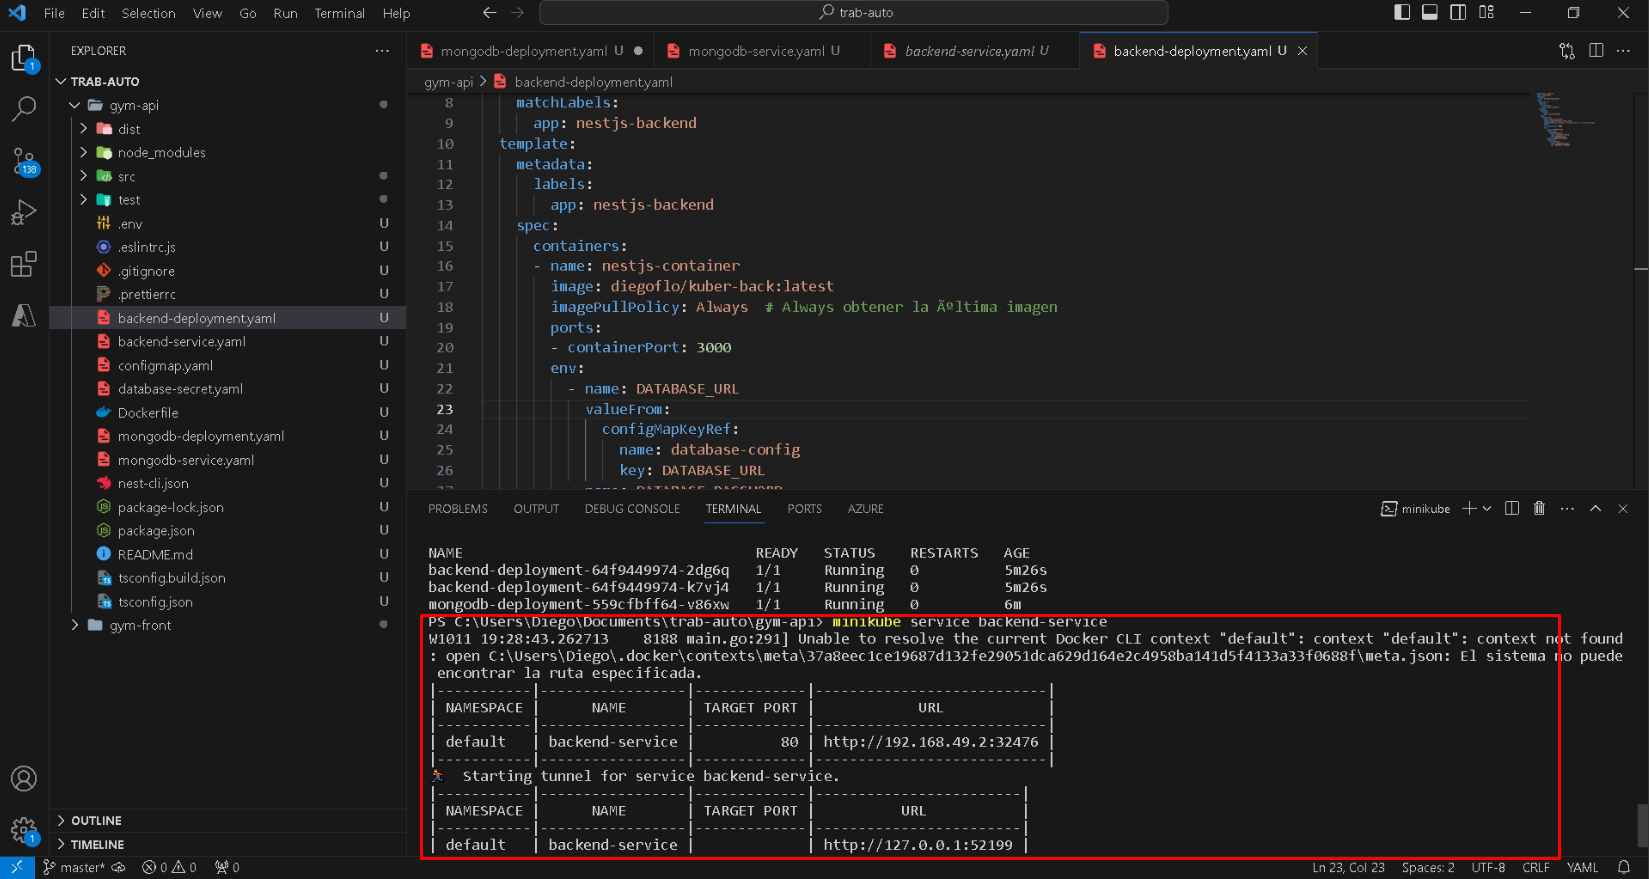 File Edit Selection View Go Run Terminal Help
trab-auto
EXPLORER
mongodb-deployment.yaml U
mongodb-service.yaml U
backend-service.yaml U
backend-deployment.yaml U
TRAB-AUTO
gym-api
dist
node_modules
src
test
.env U
.eslintrc.js U
.gitignore U
.prettierrc U
backend-deployment.yaml U
backend-service.yaml U
configmap.yaml U
database-secret.yaml U
Dockerfile U
mongodb-deployment.yaml U
mongodb-service.yaml U
nest-cli.json U
package-lock.json U
package.json U
README.md U
tsconfig.build.json U
tsconfig.json U
gym-front
OUTLINE
TIMELINE
1
138
1
gym-api > backend-deployment.yaml
8 matchLabels:
9 app: nestjs-backend
10 template:
11 metadata:
12 labels:
13 app: nestjs-backend
14 spec:
15 containers:
16 - name: nestjs-container
17 image: diegoflo/kuber-back:latest
18 imagePullPolicy: Always # Always obtener la Ãºltima imagen
19 ports:
20 - containerPort: 3000
21 env:
22 - name: DATABASE_URL
23 valueFrom:
24 configMapKeyRef:
25 name: database-config
26 key: DATABASE_URL
27 - name: DATABASE_PASSWORD
PROBLEMS OUTPUT DEBUG CONSOLE TERMINAL PORTS AZURE
minikube
NAME READY STATUS RESTARTS AGE
backend-deployment-64f9449974-2dg6q 1/1 Running 0 5m26s
backend-deployment-64f9449974-k7vj4 1/1 Running 0 5m26s
mongodb-deployment-559cfbff64-v86xw 1/1 Running 0 6m
PS C:\Users\Diego\Documents\trab-auto\gym-api> minikube service backend-service
W1011 19:28:43.262713 8188 main.go:291] Unable to resolve the current Docker CLI context "default": context "default": context not found
: open C:\Users\Diego\.docker\contexts\meta\37a8eec1ce19687d132fe29051dca629d164e2c4958ba141d5f4133a33f0688f\meta.json: El sistema no puede
encontrar la ruta especificada.
|-----------|-----------------|-------------|---------------------------|
| NAMESPACE | NAME | TARGET PORT | URL |
|-----------|-----------------|-------------|---------------------------|
| default | backend-service | 80 | http://192.168.49.2:32476 |
|-----------|-----------------|-------------|---------------------------|
Starting tunnel for service backend-service.
|-----------|-----------------|-------------|------------------------|
| NAMESPACE | NAME | TARGET PORT | URL |
|-----------|-----------------|-------------|------------------------|
| default | backend-service | | http://127.0.0.1:52199 |
master* 0 0 0
Ln 23, Col 23 Spaces: 2 UTF-8 CRLF YAML